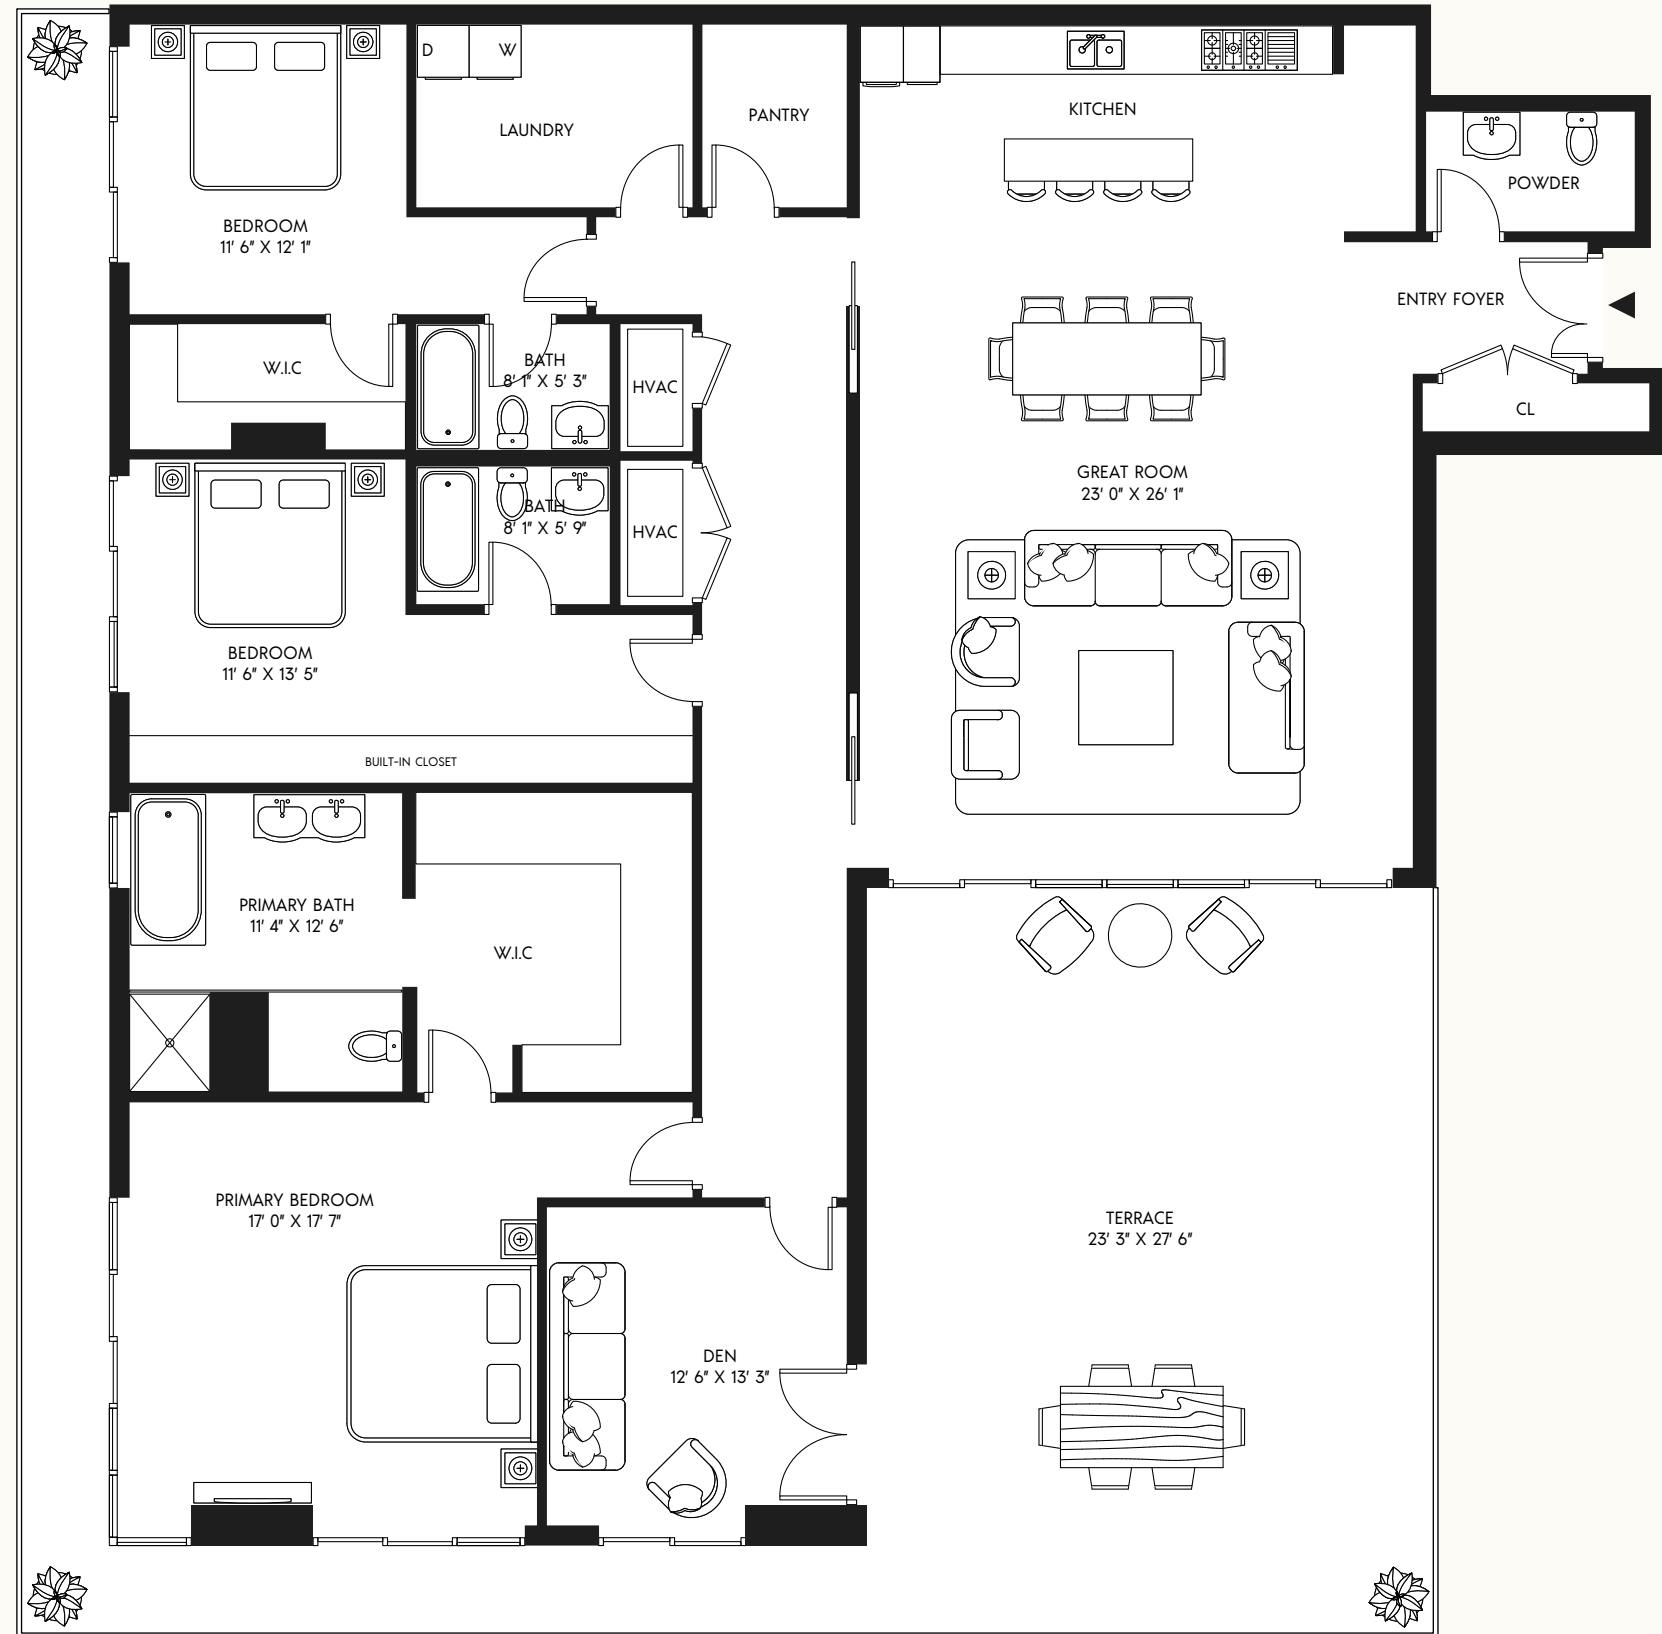 D
W
LAUNDRY
PANTRY
KITCHEN
POWDER
BEDROOM
11' 6" X 12' 1"
ENTRY FOYER
W.I.C
BATH
8' 1" X 5' 3"
HVAC
CL
GREAT ROOM
23' 0" X 26' 1"
BATH
8' 1" X 5' 9"
HVAC
BEDROOM
11' 6" X 13' 5"
BUILT-IN CLOSET
PRIMARY BATH
11' 4" X 12' 6"
W.I.C
PRIMARY BEDROOM
17' 0" X 17' 7"
TERRACE
23' 3" X 27' 6"
DEN
12' 6" X 13' 3"